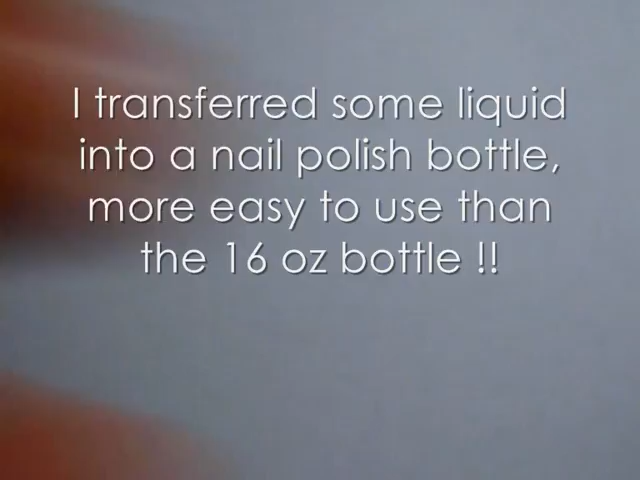 I transferred some liquid
into a nail polish bottle,
more easy to use than
the 16 oz bottle !!